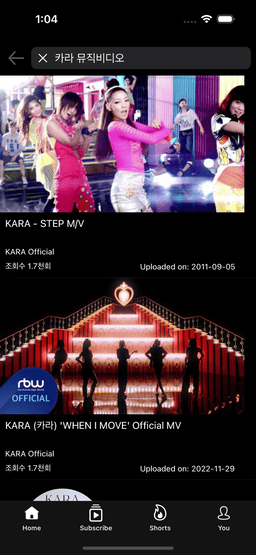 1:04
카라 뮤직비디오
KARA - STEP M/V
KARA Official
조회수 1.7천회
Uploaded on: 2011-09-05
rbw
OFFICIAL
KARA (카라) 'WHEN I MOVE' Official MV
KARA Official
조회수 1.7천회
Uploaded on: 2022-11-29
KARA
Home
Subscribe
Shorts
You